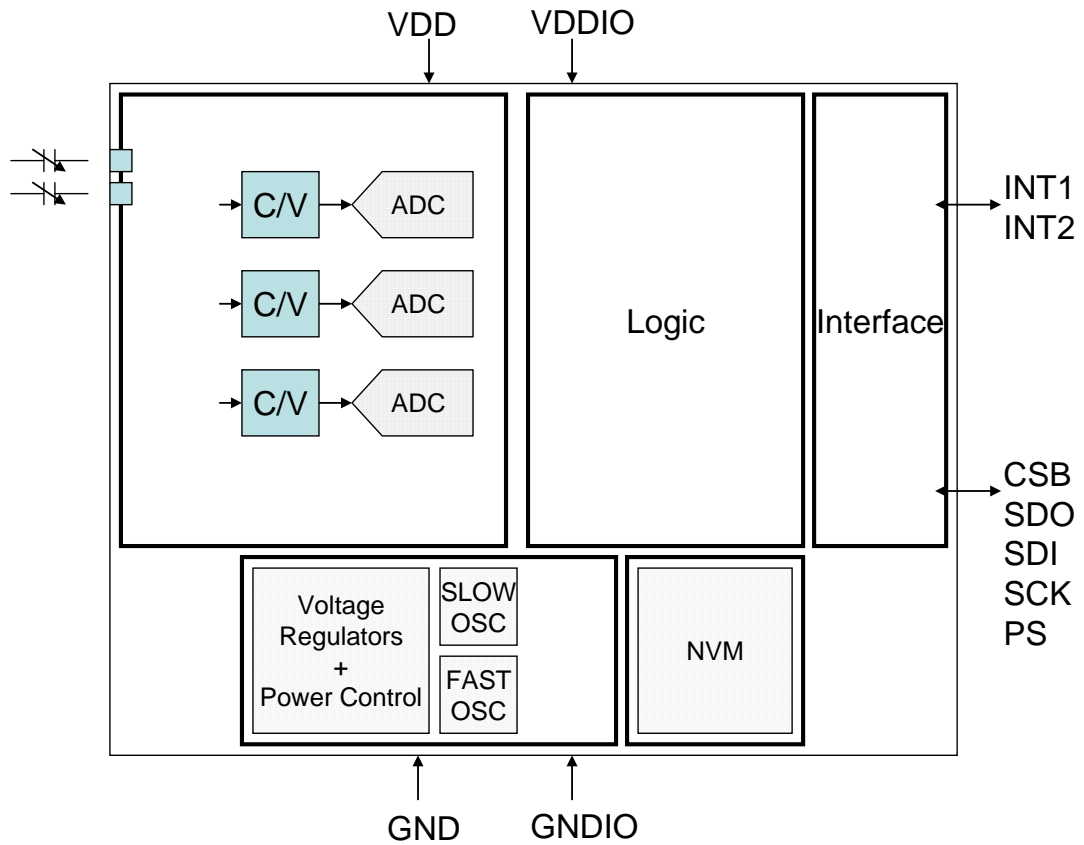 VDD
VDDIO
C/V
ADC
C/V
ADC
C/V
ADC
Logic
Interface
INT1
INT2
CSB
SDO
SDI
SCK
PS
Voltage
Regulators
+
Power Control
SLOW
OSC
FAST
OSC
NVM
GND
GNDIO